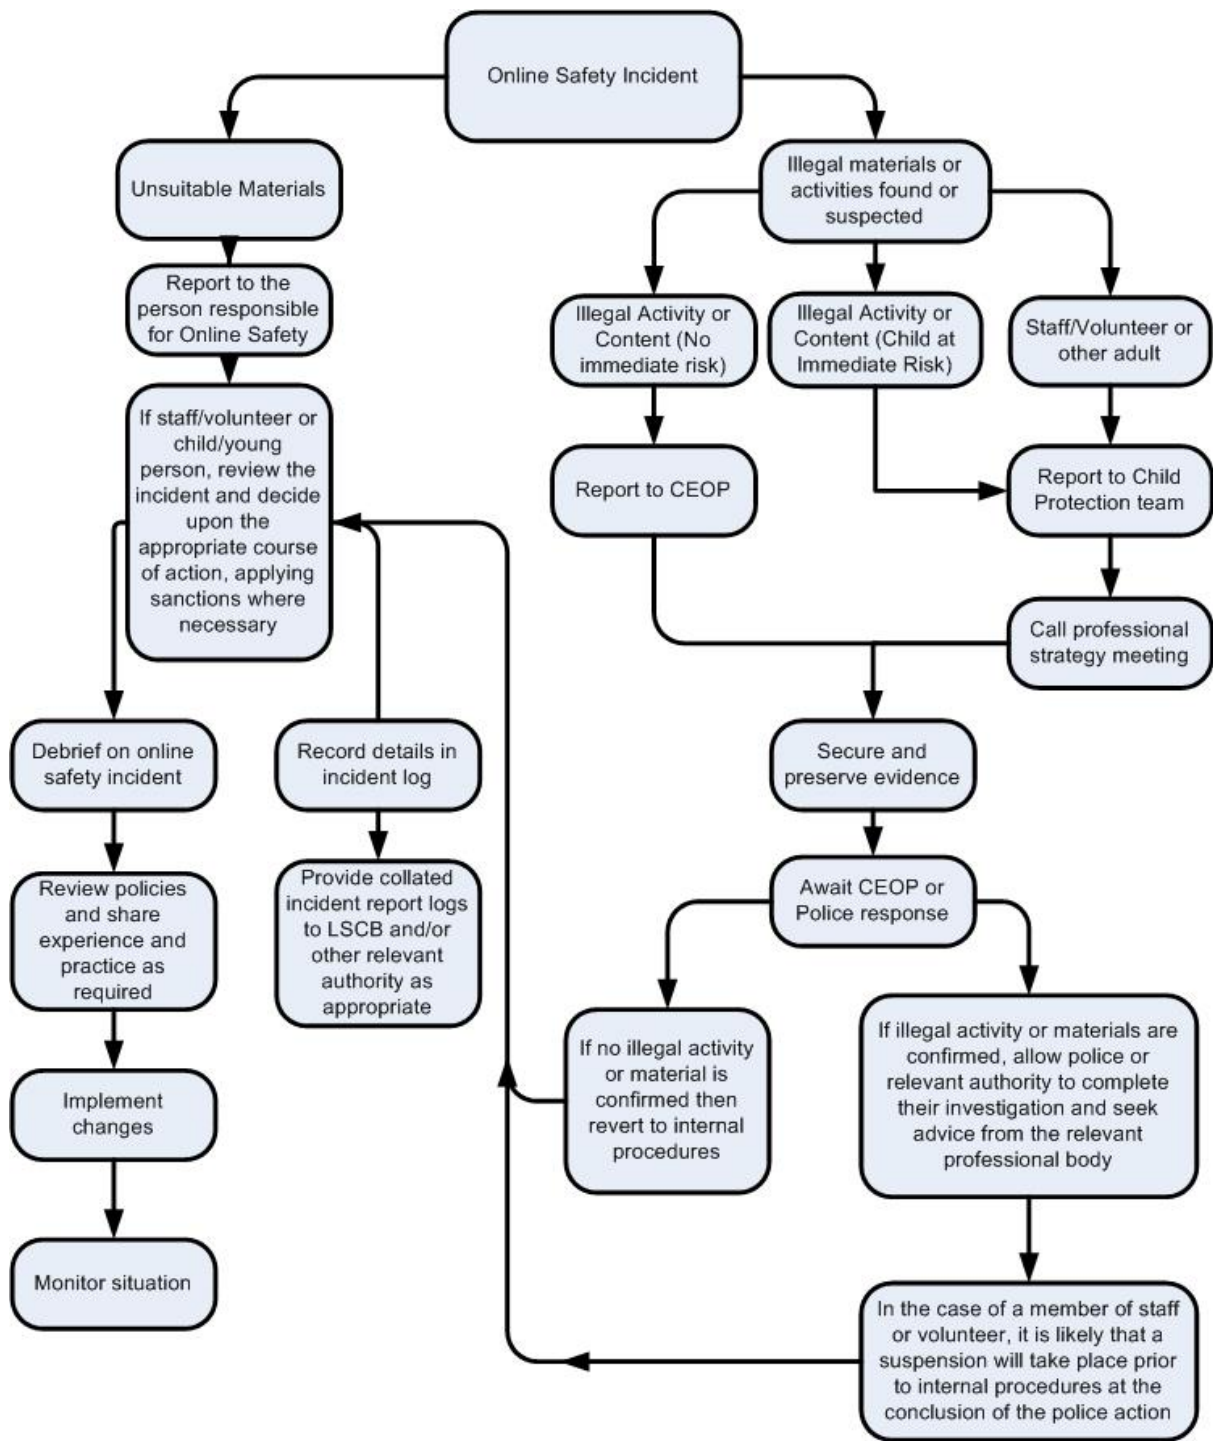 Online Safety Incident
Unsuitable Materials
Illegal materials or
activities found or
suspected
Report to the
person responsible
for Online Safety
Illegal Activity or
Content (No
immediate risk)
Illegal Activity or
Content (Child at
Immediate Risk)
Staff/Volunteer or
other adult
If staff/volunteer or
child/young
person, review the
incident and decide
upon the
appropriate course
of action, applying
sanctions where
necessary
Report to CEOP
Report to Child
Protection team
Call professional
strategy meeting
Debrief on online
safety incident
Record details in
incident log
Secure and
preserve evidence
Review policies
and share
experience and
practice as
required
Provide collated
incident report logs
to LSCB and/or
other relevant
authority as
appropriate
Await CEOP or
Police response
If no illegal activity
or material is
confirmed then
revert to internal
procedures
If illegal activity or materials are
confirmed, allow police or
relevant authority to complete
their investigation and seek
advice from the relevant
professional body
Implement
changes
Monitor situation
In the case of a member of staff
or volunteer, it is likely that a
suspension will take place prior
to internal procedures at the
conclusion of the police action